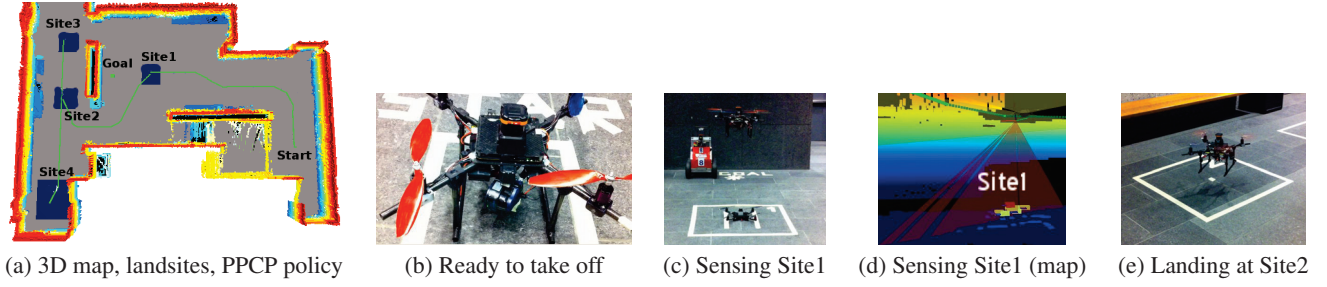 Site3
Site1
Goal
Site2
Start
Site4
START
GOAL
Site1
(a) 3D map, landsites, PPCP policy
(b) Ready to take off
(c) Sensing Site1
(d) Sensing Site1 (map)
(e) Landing at Site2